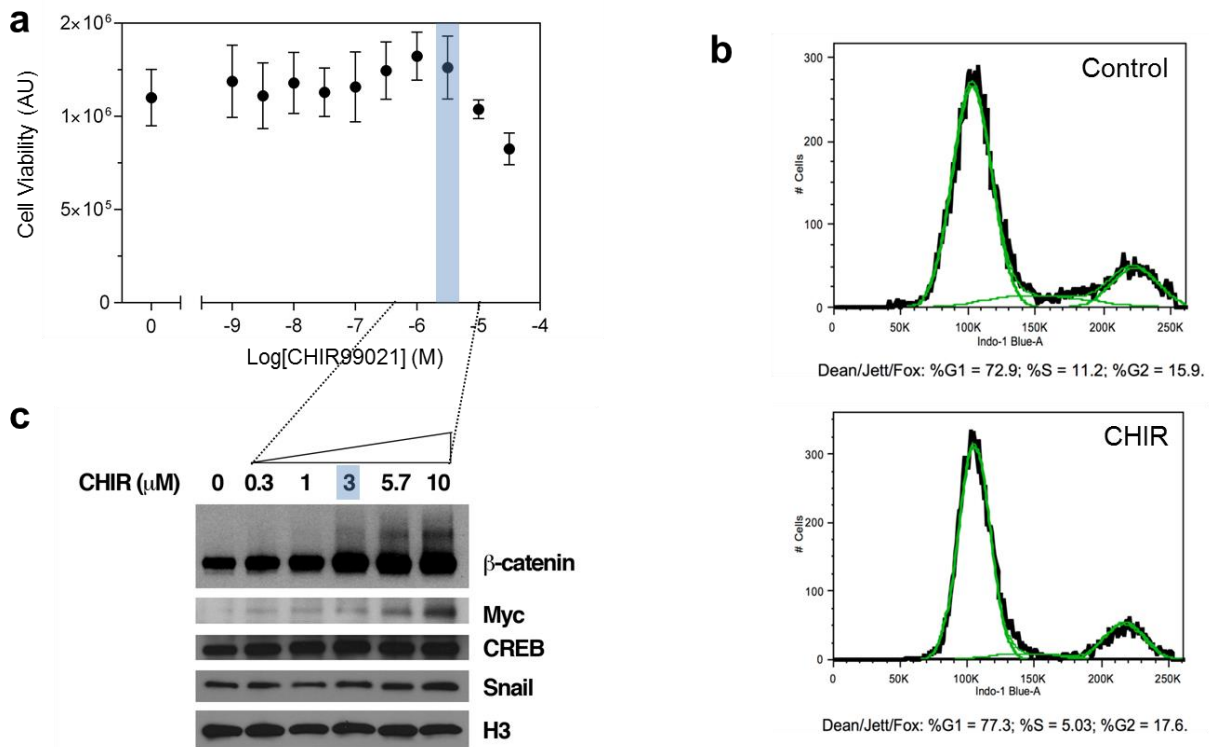 a
2×10⁶
1×10⁶
5×10⁵
0
Cell Viability (AU)
0 -9 -8 -7 -6 -5 -4
Log[CHIR99021] (M)
b
Control
300
200
100
0
# Cells
0 50K 100K 150K 200K 250K
Indo-1 Blue-A
Dean/Jett/Fox: %G1 = 72.9; %S = 11.2; %G2 = 15.9.
CHIR
300
200
100
0
# Cells
0 50K 100K 150K 200K 250K
Indo-1 Blue-A
Dean/Jett/Fox: %G1 = 77.3; %S = 5.03; %G2 = 17.6.
c
CHIR (μM) 0 0.3 1 3 5.7 10
β-catenin
Myc
CREB
Snail
H3